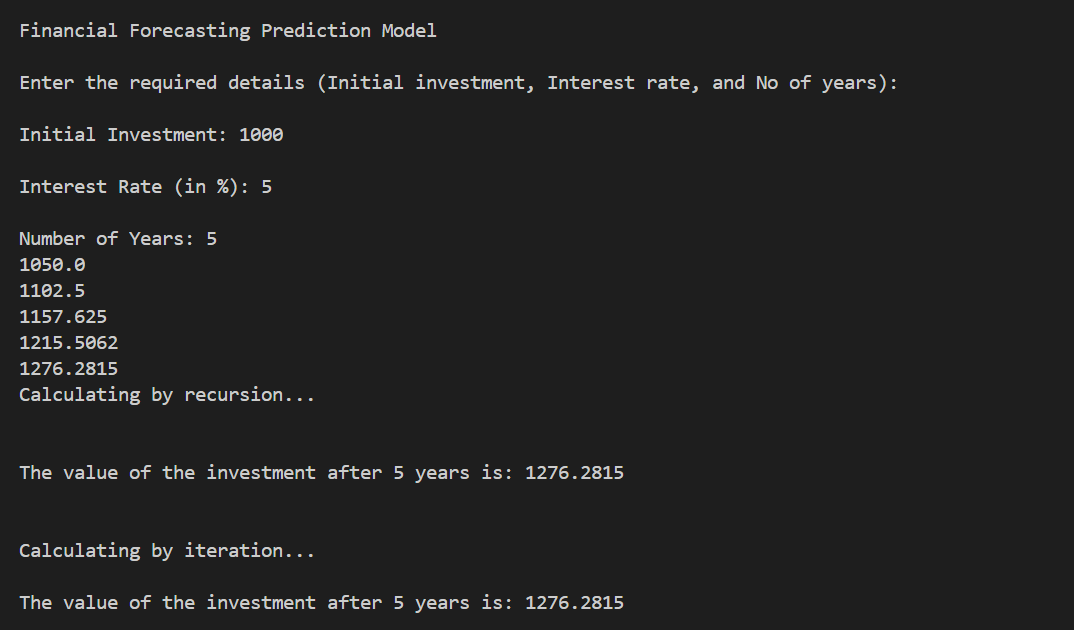 Financial Forecasting Prediction Model
Enter the required details (Initial investment, Interest rate, and No of years):
Initial Investment: 1000
Interest Rate (in %): 5
Number of Years: 5
1050.0
1102.5
1157.625
1215.5062
1276.2815
Calculating by recursion...
The value of the investment after 5 years is: 1276.2815
Calculating by iteration...
The value of the investment after 5 years is: 1276.2815